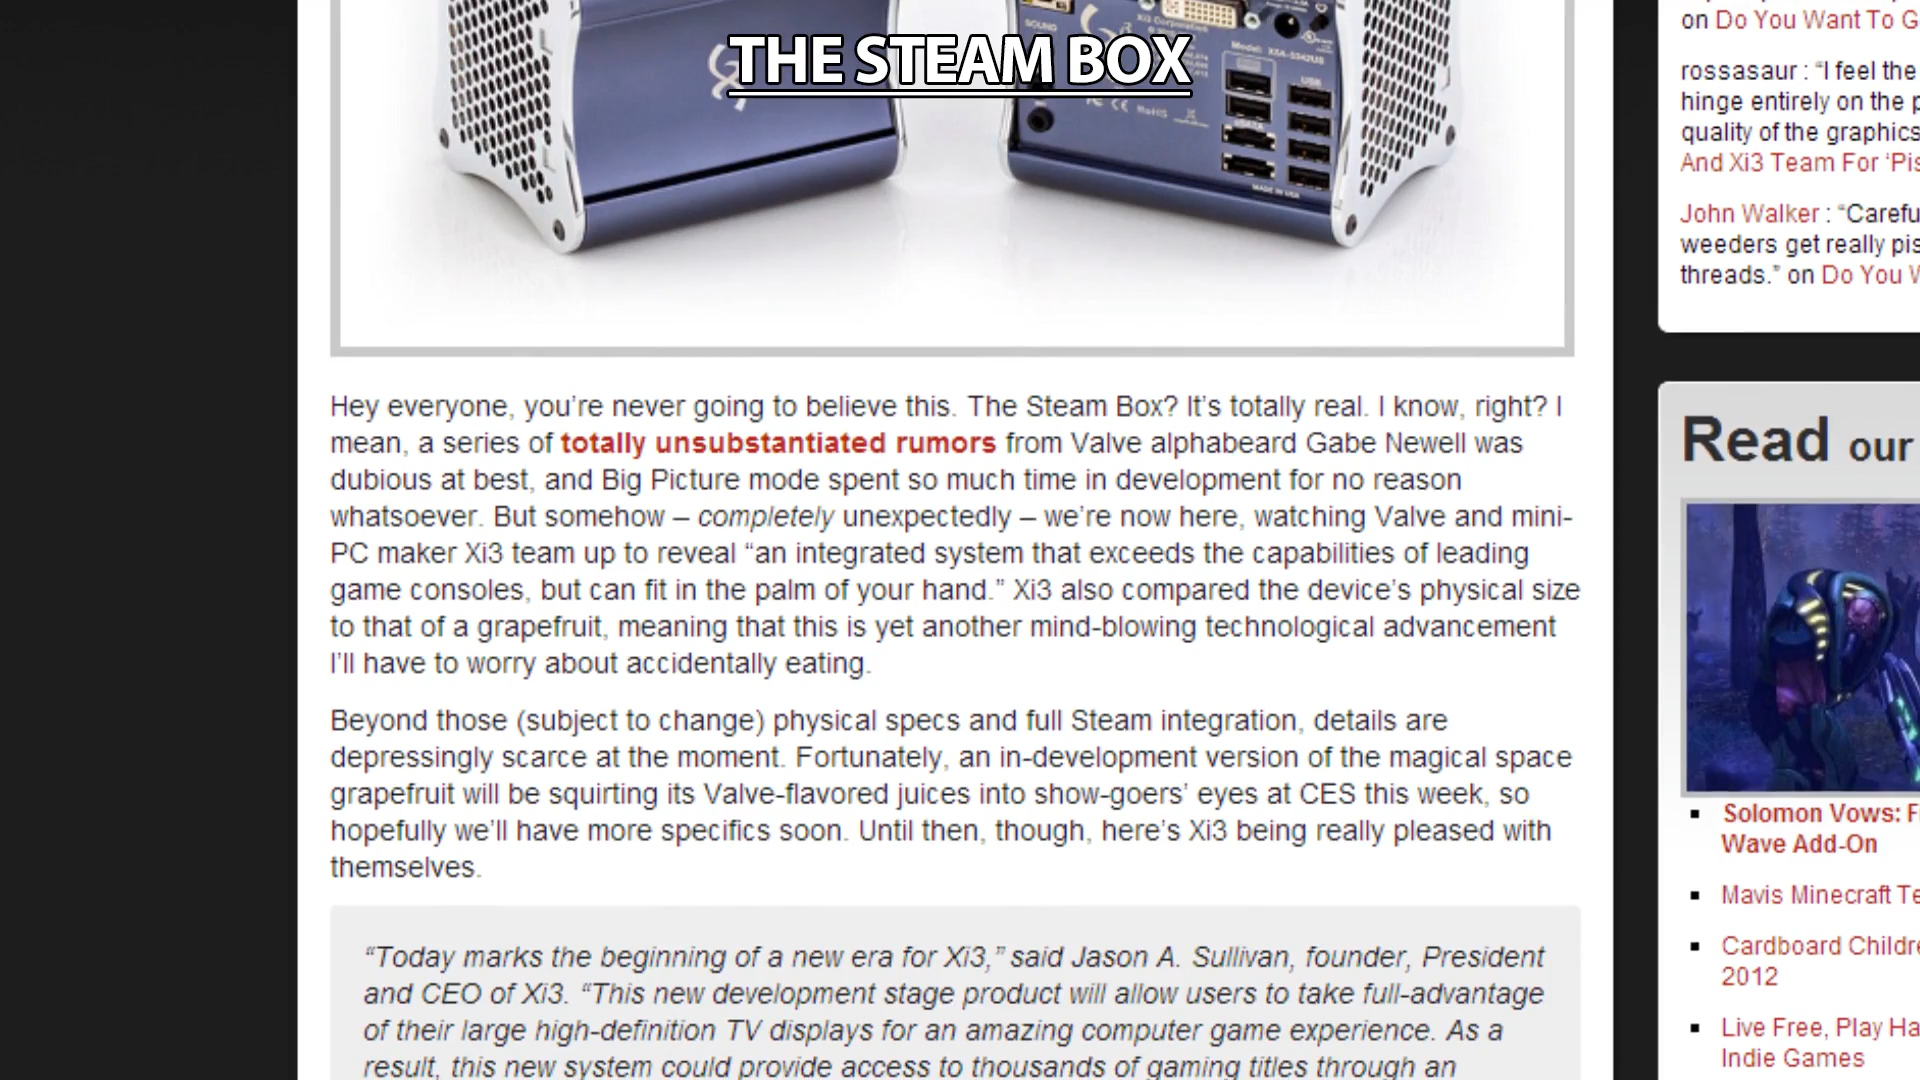 THE STEAM BOX
SOUND
Xi3 Corporation
Model: X5A-
USB
MADE IN USA
Hey everyone, you’re never going to believe this. The Steam Box? It’s totally real. I know, right? I
mean, a series of totally unsubstantiated rumors from Valve alphabeard Gabe Newell was
dubious at best, and Big Picture mode spent so much time in development for no reason
whatsoever. But somehow – completely unexpectedly – we’re now here, watching Valve and mini-
PC maker Xi3 team up to reveal “an integrated system that exceeds the capabilities of leading
game consoles, but can fit in the palm of your hand.” Xi3 also compared the device’s physical size
to that of a grapefruit, meaning that this is yet another mind-blowing technological advancement
I’ll have to worry about accidentally eating.
Beyond those (subject to change) physical specs and full Steam integration, details are
depressingly scarce at the moment. Fortunately, an in-development version of the magical space
grapefruit will be squirting its Valve-flavored juices into show-goers’ eyes at CES this week, so
hopefully we’ll have more specifics soon. Until then, though, here’s Xi3 being really pleased with
themselves.
“Today marks the beginning of a new era for Xi3,” said Jason A. Sullivan, founder, President
and CEO of Xi3. “This new development stage product will allow users to take full-advantage
of their large high-definition TV displays for an amazing computer game experience. As a
result, this new system could provide access to thousands of gaming titles through an
on Do You Want To G
rossasaur : “I feel the
hinge entirely on the p
quality of the graphics
And Xi3 Team For ‘Pis
John Walker : “Carefu
weeders get really pis
threads.” on Do You W
Read our
Solomon Vows: Fi
Wave Add-On
Mavis Minecraft Te
Cardboard Childre
2012
Live Free, Play Ha
Indie Games